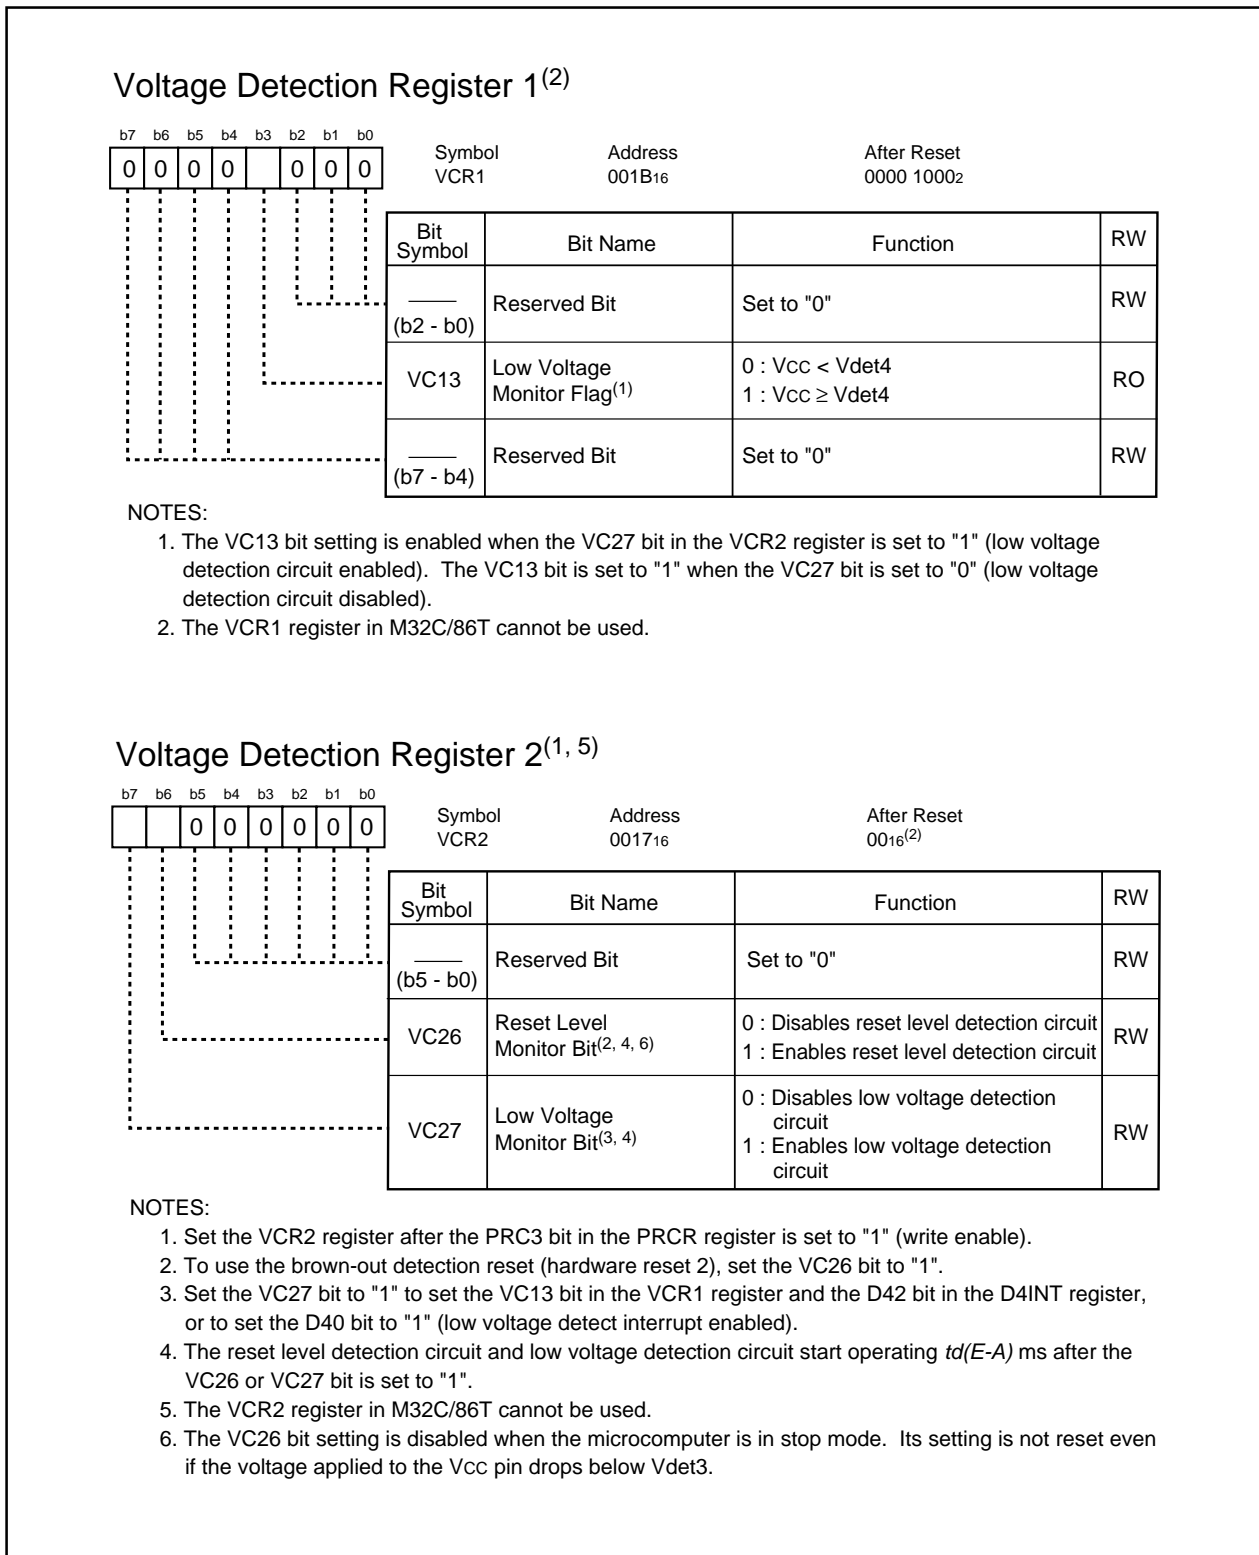 Voltage Detection Register 1(2)
b7 b6 b5 b4 b3 b2 b1 b0
0 0 0 0 0 0 0
Symbol Address After Reset
VCR1 001B16 0000 10002
Bit Symbol Bit Name Function RW
(b2 - b0) Reserved Bit Set to "0" RW
VC13 Low Voltage Monitor Flag(1) 0 : VCC < Vdet4 RO
1 : VCC ≥ Vdet4
(b7 - b4) Reserved Bit Set to "0" RW
NOTES:
1. The VC13 bit setting is enabled when the VC27 bit in the VCR2 register is set to "1" (low voltage
detection circuit enabled). The VC13 bit is set to "1" when the VC27 bit is set to "0" (low voltage
detection circuit disabled).
2. The VCR1 register in M32C/86T cannot be used.
Voltage Detection Register 2(1, 5)
b7 b6 b5 b4 b3 b2 b1 b0
0 0 0 0 0 0
Symbol Address After Reset
VCR2 001716 0016(2)
Bit Symbol Bit Name Function RW
(b5 - b0) Reserved Bit Set to "0" RW
VC26 Reset Level Monitor Bit(2, 4, 6) 0 : Disables reset level detection circuit RW
1 : Enables reset level detection circuit
VC27 Low Voltage Monitor Bit(3, 4) 0 : Disables low voltage detection circuit RW
1 : Enables low voltage detection circuit
NOTES:
1. Set the VCR2 register after the PRC3 bit in the PRCR register is set to "1" (write enable).
2. To use the brown-out detection reset (hardware reset 2), set the VC26 bit to "1".
3. Set the VC27 bit to "1" to set the VC13 bit in the VCR1 register and the D42 bit in the D4INT register,
or to set the D40 bit to "1" (low voltage detect interrupt enabled).
4. The reset level detection circuit and low voltage detection circuit start operating td(E-A) ms after the
VC26 or VC27 bit is set to "1".
5. The VCR2 register in M32C/86T cannot be used.
6. The VC26 bit setting is disabled when the microcomputer is in stop mode. Its setting is not reset even
if the voltage applied to the VCC pin drops below Vdet3.